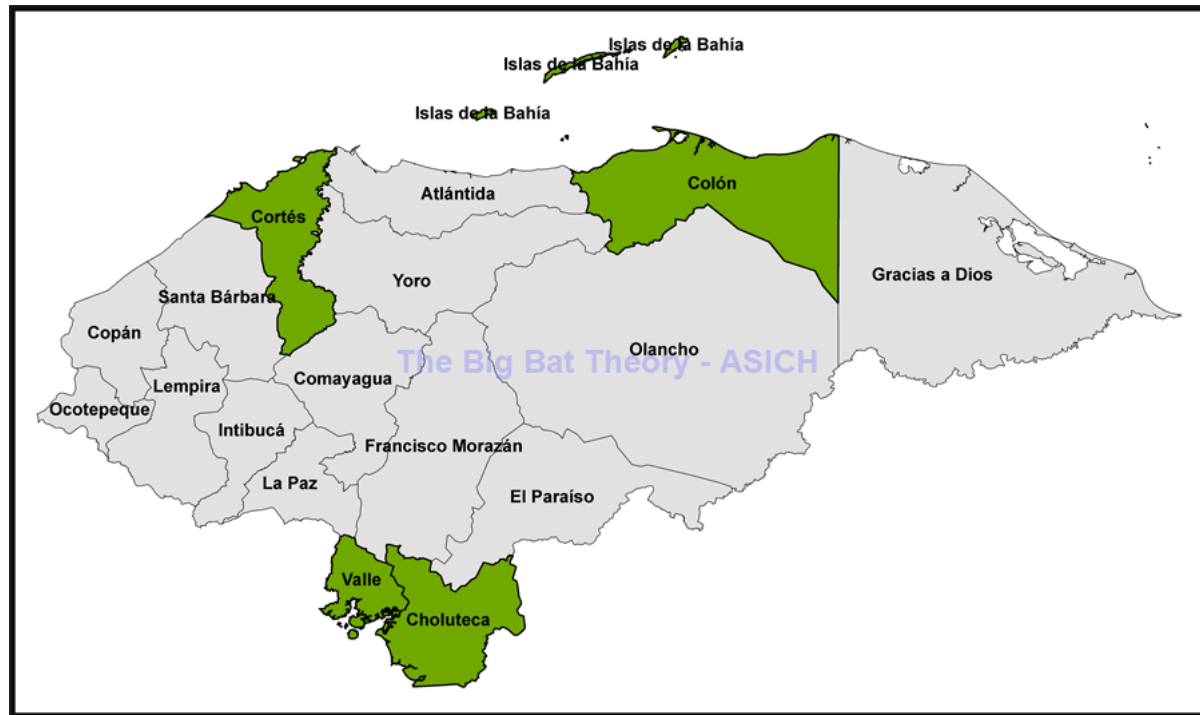 Islas de la Bahía
Islas de la Bahía
Islas de la Bahía
Colón
Atlántida
Cortés
Gracias a Dios
Yoro
Santa Bárbara
Copán
Olancho
The Big Bat Theory - ASICH
Comayagua
Lempira
Ocotepeque
Intibucá
Francisco Morazán
La Paz
El Paraíso
Valle
Choluteca